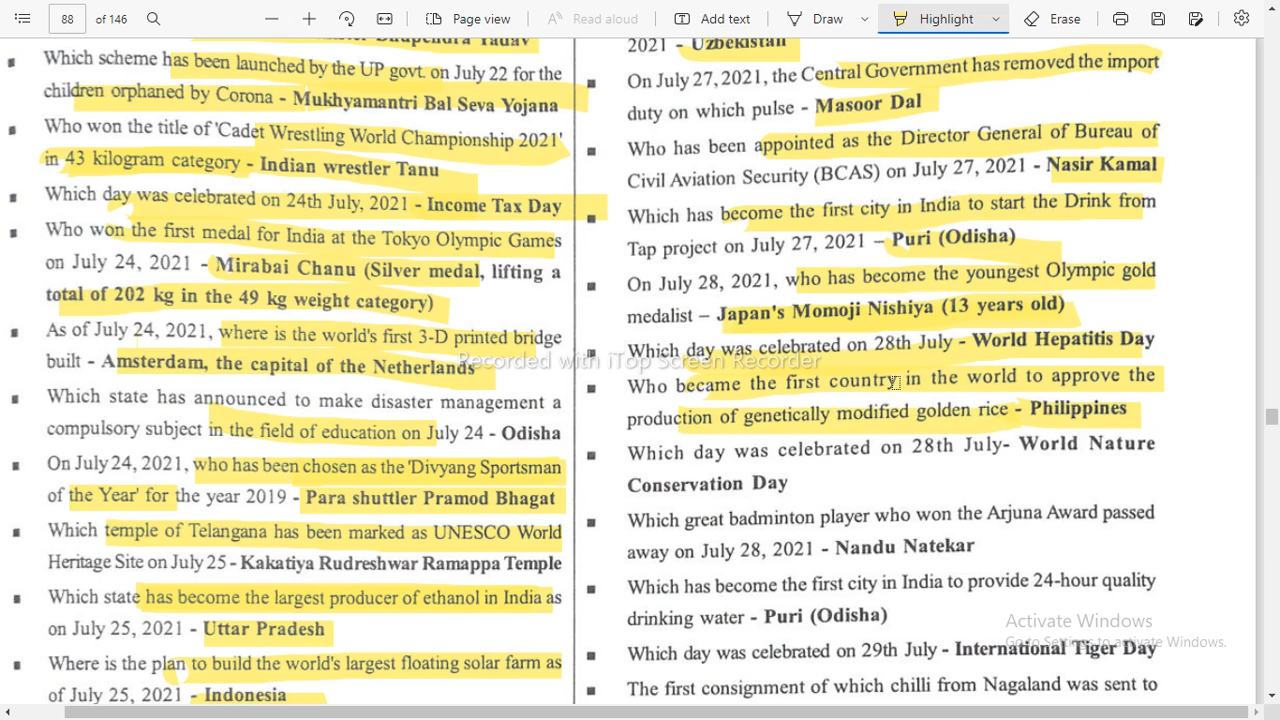 88 of 146
Page view
Read aloud
Add text
Draw
Highlight
Erase
Bhupendra Yadav
Which scheme has been launched by the UP govt. on July 22 for the
children orphaned by Corona - Mukhyamantri Bal Seva Yojana
Who won the title of 'Cadet Wrestling World Championship 2021'
in 43 kilogram category - Indian wrestler Tanu
Which day was celebrated on 24th July, 2021 - Income Tax Day
Who won the first medal for India at the Tokyo Olympic Games
on July 24, 2021 - Mirabai Chanu (Silver medal, lifting a
total of 202 kg in the 49 kg weight category)
As of July 24, 2021, where is the world's first 3-D printed bridge
built - Amsterdam, the capital of the Netherlands
Which state has announced to make disaster management a
compulsory subject in the field of education on July 24 - Odisha
On July 24, 2021, who has been chosen as the 'Divyang Sportsman
of the Year' for the year 2019 - Para shuttler Pramod Bhagat
Which temple of Telangana has been marked as UNESCO World
Heritage Site on July 25 - Kakatiya Rudreshwar Ramappa Temple
Which state has become the largest producer of ethanol in India as
on July 25, 2021 - Uttar Pradesh
Where is the plan to build the world's largest floating solar farm as
of July 25, 2021 - Indonesia
2021 - Uzbekistan
On July 27, 2021, the Central Government has removed the import
duty on which pulse - Masoor Dal
Who has been appointed as the Director General of Bureau of
Civil Aviation Security (BCAS) on July 27, 2021 - Nasir Kamal
Which has become the first city in India to start the Drink from
Tap project on July 27, 2021 – Puri (Odisha)
On July 28, 2021, who has become the youngest Olympic gold
medalist – Japan's Momoji Nishiya (13 years old)
Which day was celebrated on 28th July - World Hepatitis Day
Who became the first country in the world to approve the
production of genetically modified golden rice - Philippines
Which day was celebrated on 28th July- World Nature
Conservation Day
Which great badminton player who won the Arjuna Award passed
away on July 28, 2021 - Nandu Natekar
Which has become the first city in India to provide 24-hour quality
drinking water - Puri (Odisha)
Which day was celebrated on 29th July - International Tiger Day
The first consignment of which chilli from Nagaland was sent to
Recorded with iTop Screen Recorder
Activate Windows
Go to Settings to activate Windows.